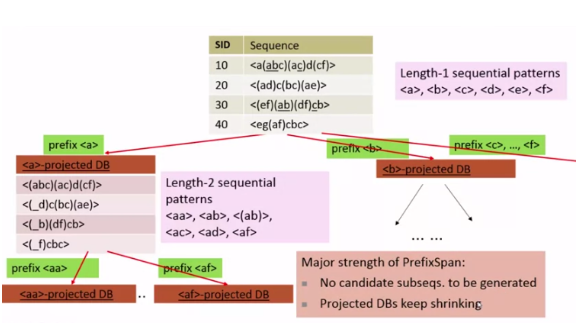 SID Sequence
10 <a(abc)(ac)d(cf)>
20 <(ad)c(bc)(ae)>
30 <(ef)(ab)(df)cb>
40 <eg(af)cbc>
Length-1 sequential patterns
<a>, <b>, <c>, <d>, <e>, <f>
prefix <a>
prefix <b>
prefix <c>, ..., <f>
<a>-projected DB
<(abc)(ac)d(cf)>
<(_d)c(bc)(ae)>
<(_b)(df)cb>
<(_f)cbc>
Length-2 sequential
patterns
<aa>, <ab>, <(ab)>,
<ac>, <ad>, <af>
<b>-projected DB
... ...
prefix <aa>
prefix <af>
<aa>-projected DB
..
<af>-projected DB
Major strength of PrefixSpan:
No candidate subseqs. to be generated
Projected DBs keep shrinking